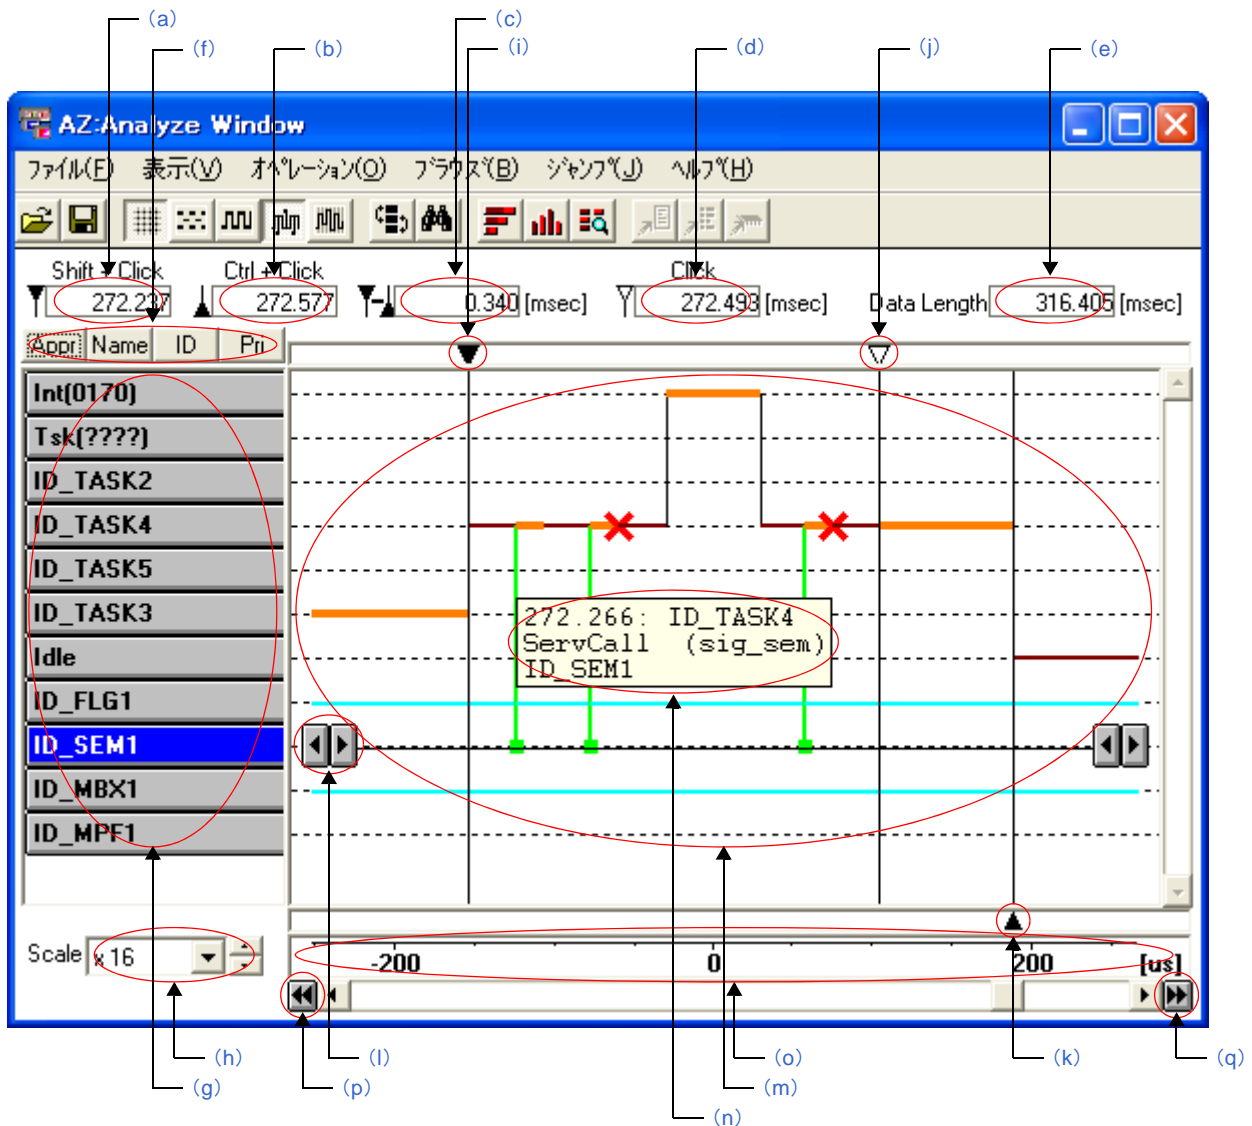 (a)
(c)
(f)
(b)
(i)
(d)
(j)
(e)
AZ:Analyze Window
ファイル(F) 表示(V) オペレーション(O) ブラウズ(B) ジャンプ(J) ヘルプ(H)
Shift + Click Ctrl + Click Click
272.237 272.577 0.340 [msec] 272.493 [msec] Data Length 316.405 [msec]
Appr Name ID Pri
Int(0170)
Tsk(????)
ID_TASK2
ID_TASK4
ID_TASK5
ID_TASK3
272.266: ID_TASK4
ServCall (sig_sem)
ID_SEM1
Idle
ID_FLG1
ID_SEM1
ID_MBX1
ID_MPF1
Scale x 16
-200 0 200 [us]
(h)
(l)
(o)
(k)
(q)
(g)
(p)
(m)
(n)